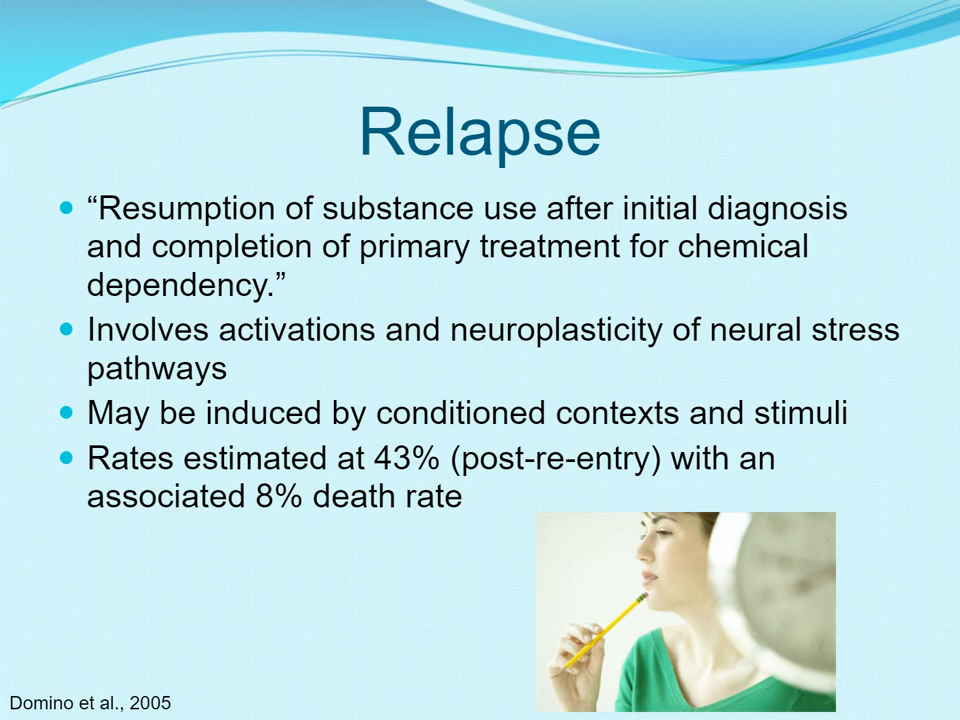 Relapse
“Resumption of substance use after initial diagnosis
and completion of primary treatment for chemical
dependency.”
Involves activations and neuroplasticity of neural stress
pathways
May be induced by conditioned contexts and stimuli
Rates estimated at 43% (post-re-entry) with an
associated 8% death rate
Domino et al., 2005